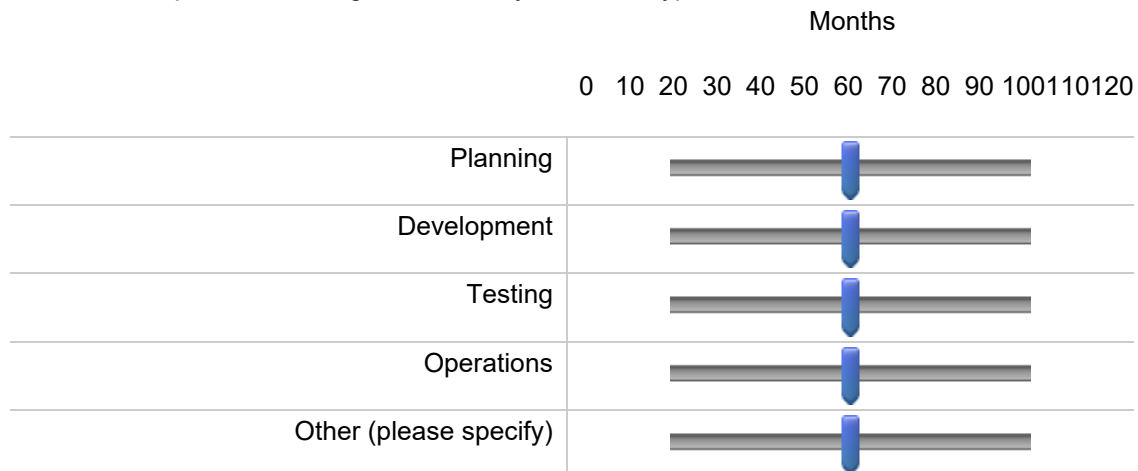 Months
0 10 20 30 40 50 60 70 80 90 100110120
Planning
Development
Testing
Operations
Other (please specify)